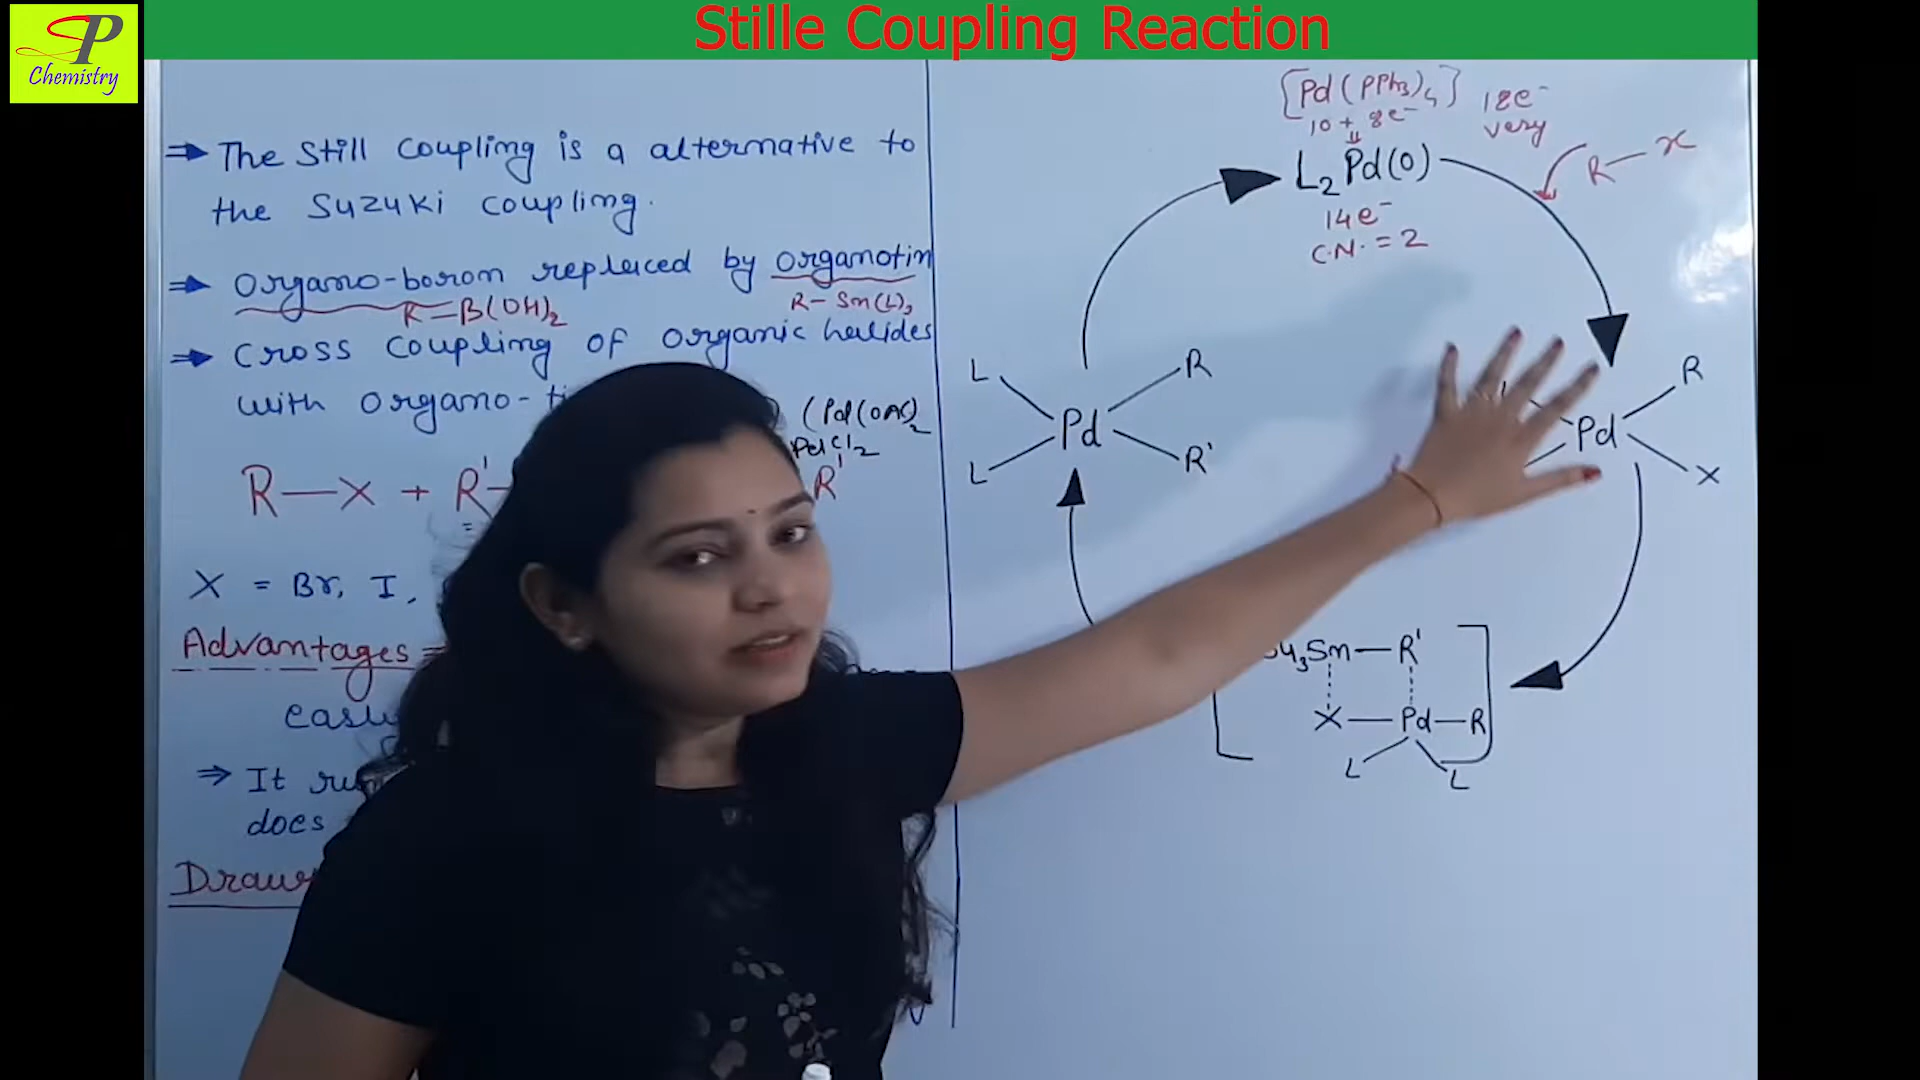 Stille Coupling Reaction
SP
Chemistry
⇒ The Still coupling is a alternative to
the Suzuki coupling.
⇒ Organo-boron replaced by organotin
R—B(OH)₂ R—Sn(L)₃
⇒ Cross coupling of organic halides
with organo-
(Pd(OAc)₂
PdCl₂
R—X + R'— R'
X = Br, I,
Advantages =
⇒ It
does
[Pd(PPh₃)₄] 18e⁻
10 + 8e⁻ very
L₂Pd(0) R—X
14e⁻
C.N. = 2
L R
Pd
L R'
R
Pd
X
₃Sn—R'
X—Pd—R
L L